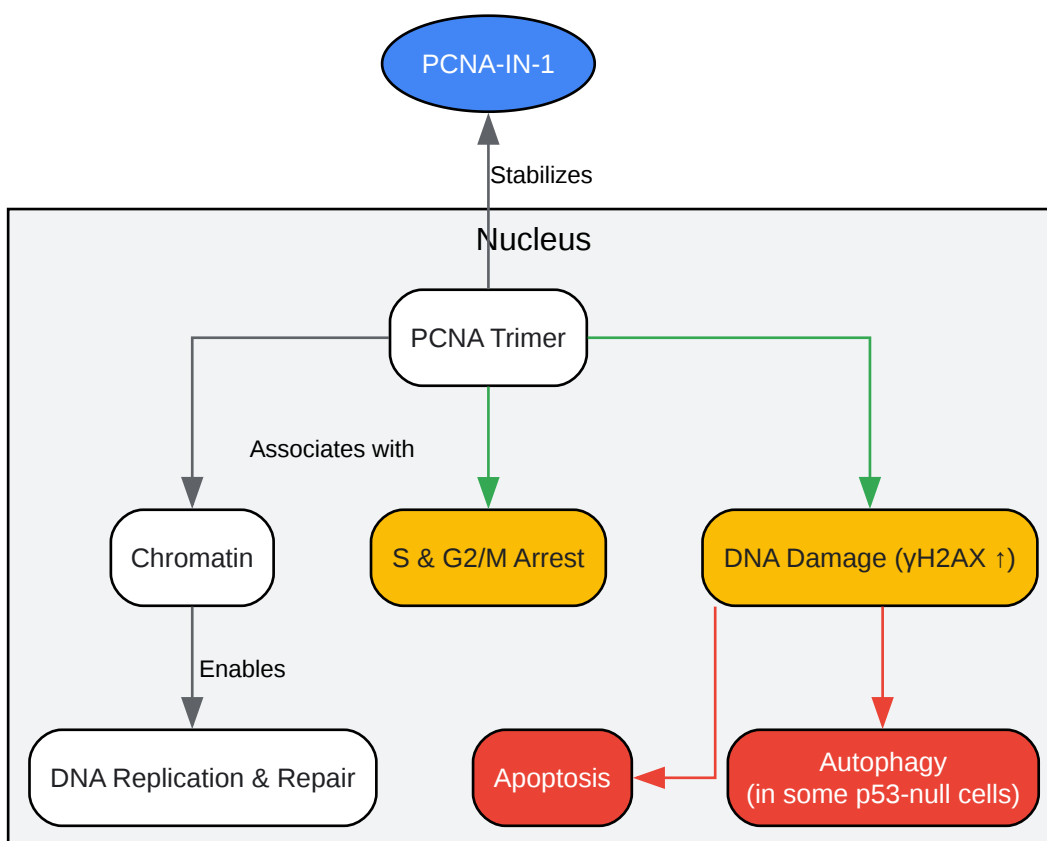 PCNA-IN-1
Stabilizes
Nucleus
PCNA Trimer
Associates with
Chromatin
S & G2/M Arrest
DNA Damage (γH2AX ↑)
Enables
DNA Replication & Repair
Apoptosis
Autophagy
(in some p53-null cells)